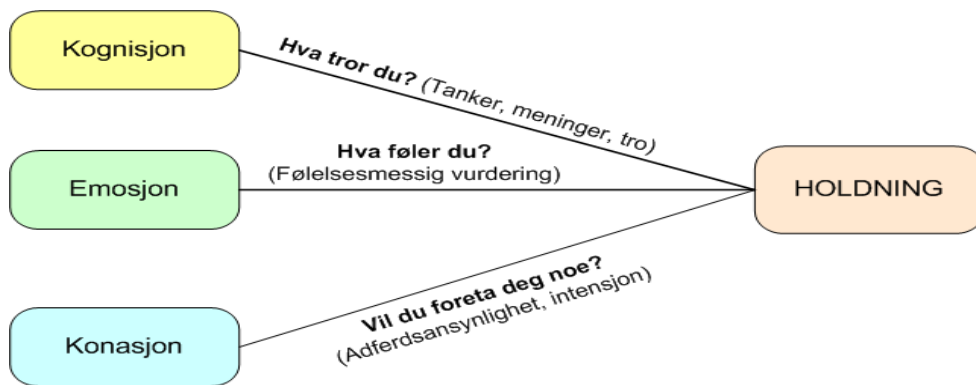 Kognisjon
Hva tror du? (Tanker, meninger, tro)
Hva føler du?
(Følelsesmessig vurdering)
Emosjon
HOLDNING
Vil du foreta deg noe?
(Adferdsansynlighet, intensjon)
Konasjon